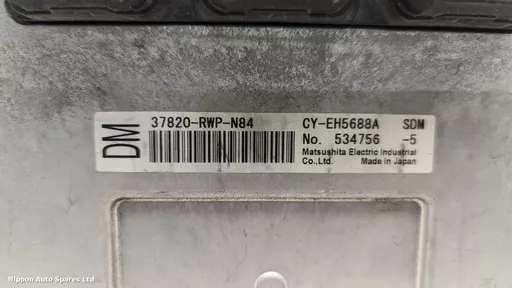 DM
37820-RWP-N84 CY-EH5688A SDM
No. 534756 -5
Matsushita Electric Industrial
Co.,Ltd. Made in Japan
Nippon Auto Spares Ltd